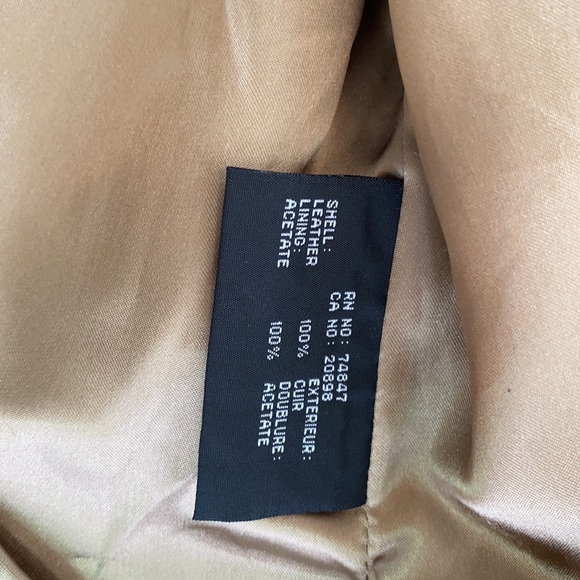 RN NO: 74847
CA NO: 20898
SHELL: EXTERIEUR:
LEATHER 100% CUIR
LINING: DOUBLURE:
ACETATE 100% ACETATE